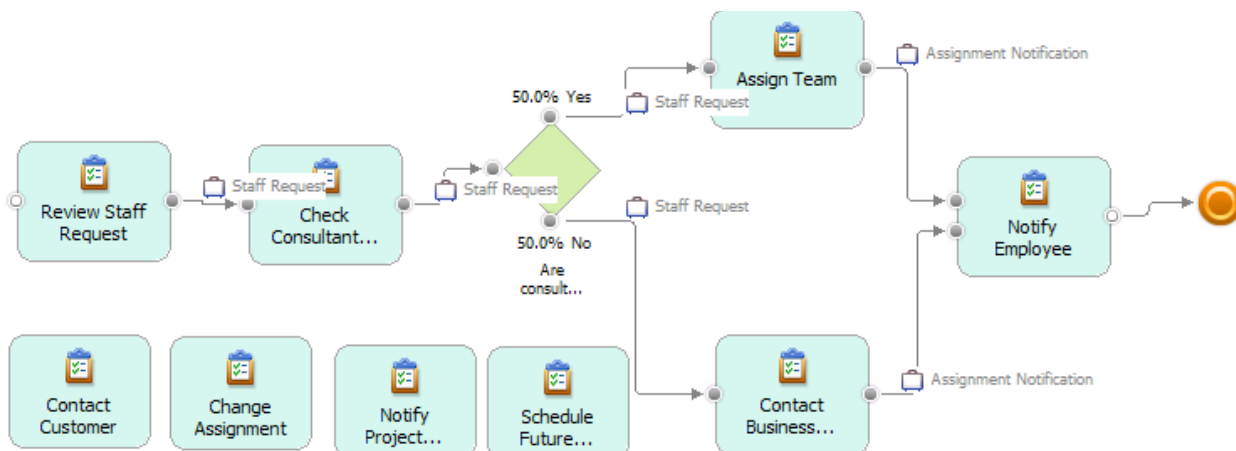 Assign Team
Assignment Notification
50.0% Yes
Staff Request
Review Staff
Request
Staff Request
Check
Consultant...
Staff Request
50.0% No
Are
consult...
Staff Request
Notify
Employee
Contact
Customer
Change
Assignment
Notify
Project...
Schedule
Future...
Contact
Business...
Assignment Notification